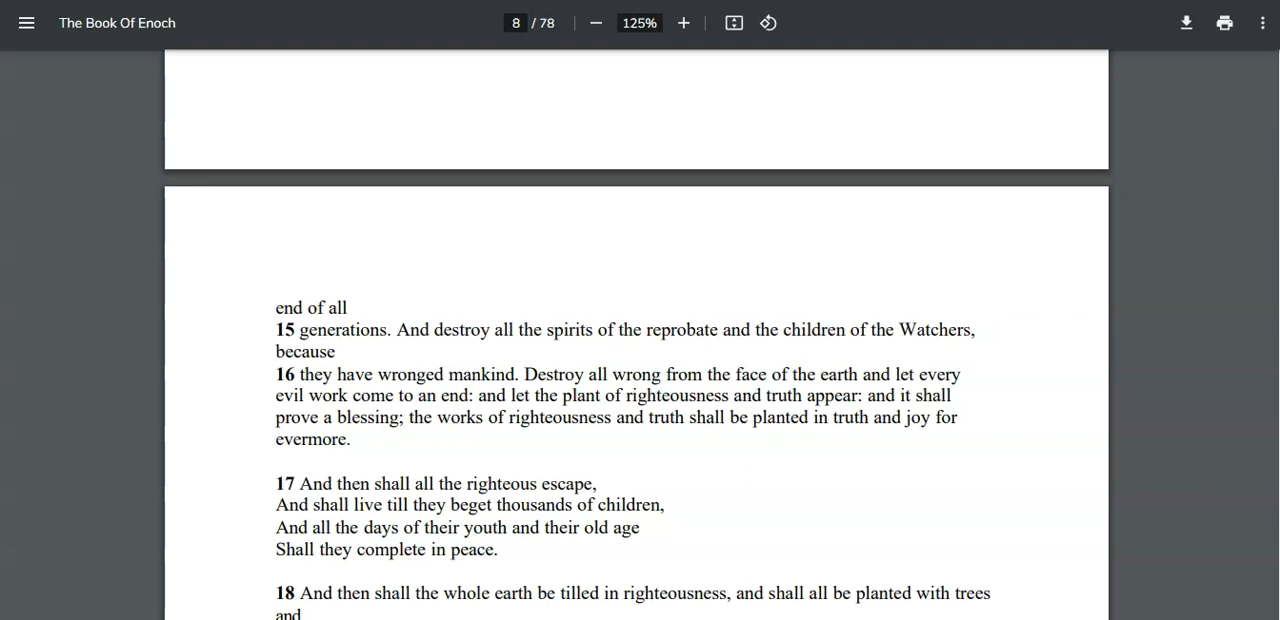 The Book Of Enoch
8 / 78
125%
end of all
15 generations. And destroy all the spirits of the reprobate and the children of the Watchers,
because
16 they have wronged mankind. Destroy all wrong from the face of the earth and let every
evil work come to an end: and let the plant of righteousness and truth appear: and it shall
prove a blessing; the works of righteousness and truth shall be planted in truth and joy for
evermore.
17 And then shall all the righteous escape,
And shall live till they beget thousands of children,
And all the days of their youth and their old age
Shall they complete in peace.
18 And then shall the whole earth be tilled in righteousness, and shall all be planted with trees
and